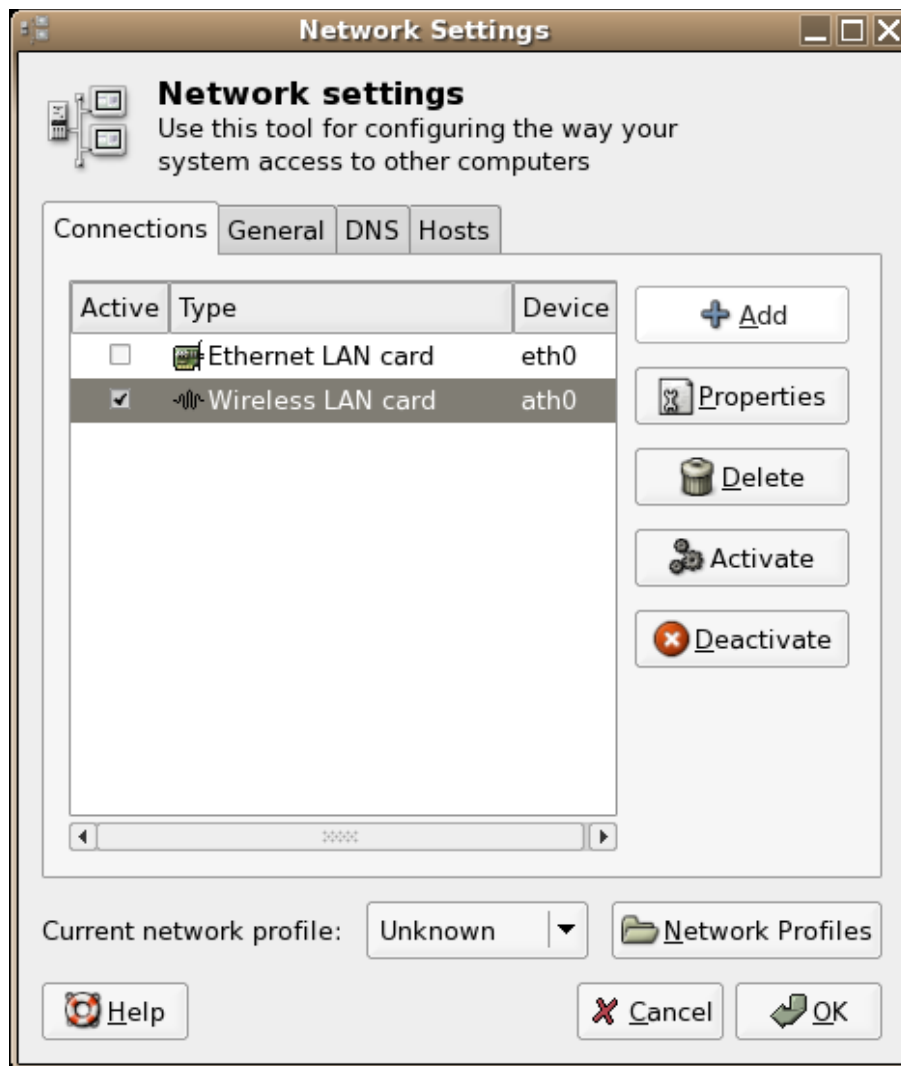 Network Settings
Network settings
Use this tool for configuring the way your
system access to other computers
Connections General DNS Hosts
Active Type Device
Ethernet LAN card eth0
Wireless LAN card ath0
Add
Properties
Delete
Activate
Deactivate
Current network profile: Unknown Network Profiles
Help Cancel OK